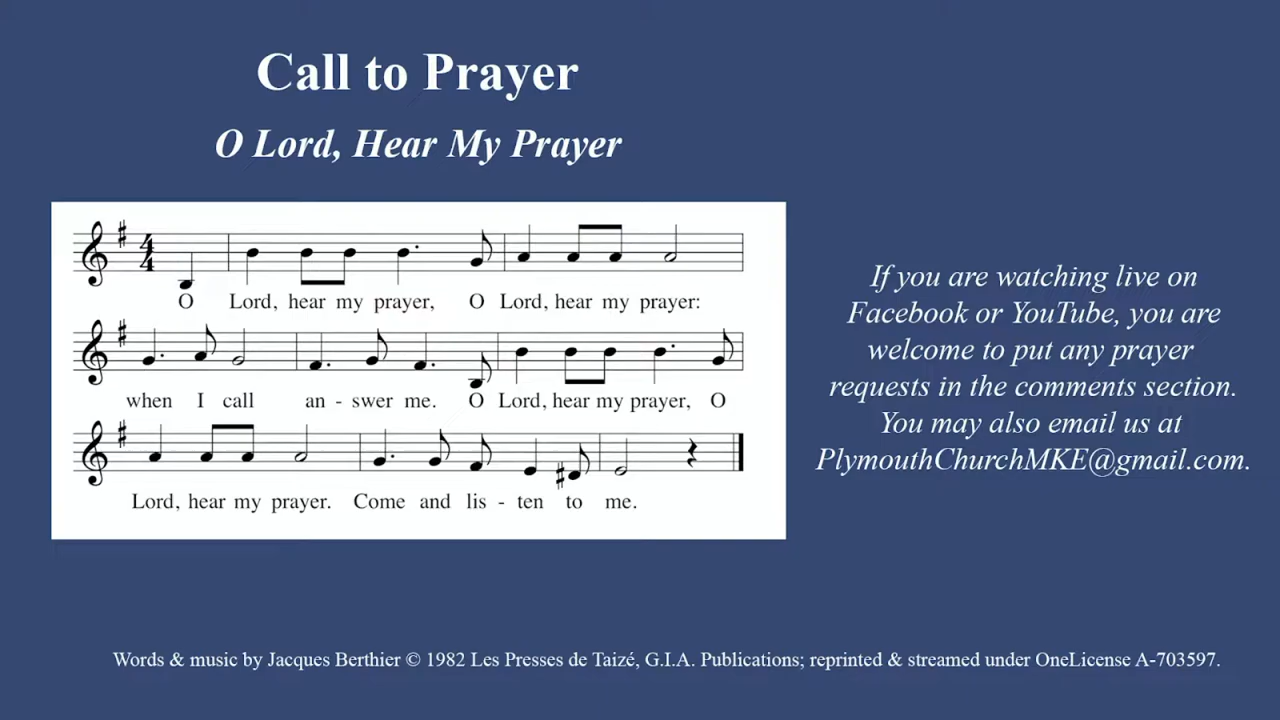 Call to Prayer
O Lord, Hear My Prayer
4
4
O Lord, hear my prayer, O Lord, hear my prayer:
when I call an - swer me. O Lord, hear my prayer, O
Lord, hear my prayer. Come and lis - ten to me.
If you are watching live on
Facebook or YouTube, you are
welcome to put any prayer
requests in the comments section.
You may also email us at
PlymouthChurchMKE@gmail.com.
Words & music by Jacques Berthier © 1982 Les Presses de Taizé, G.I.A. Publications; reprinted & streamed under OneLicense A-703597.